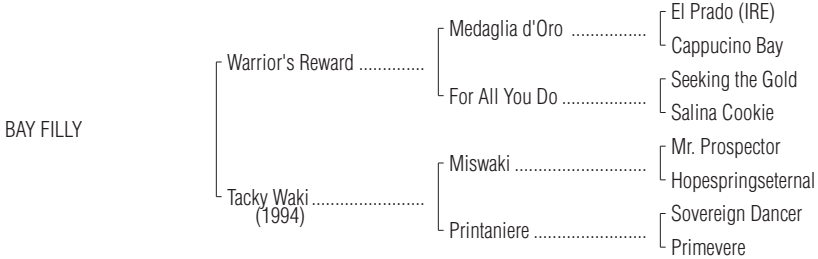 El Prado (IRE)
Medaglia d'Oro ................
Cappucino Bay
Warrior's Reward ..............
Seeking the Gold
For All You Do ..................
Salina Cookie
BAY FILLY
Mr. Prospector
Miswaki ............................
Hopespringseternal
Tacky Waki ........................
(1994)
Sovereign Dancer
Printaniere ........................
Primevere